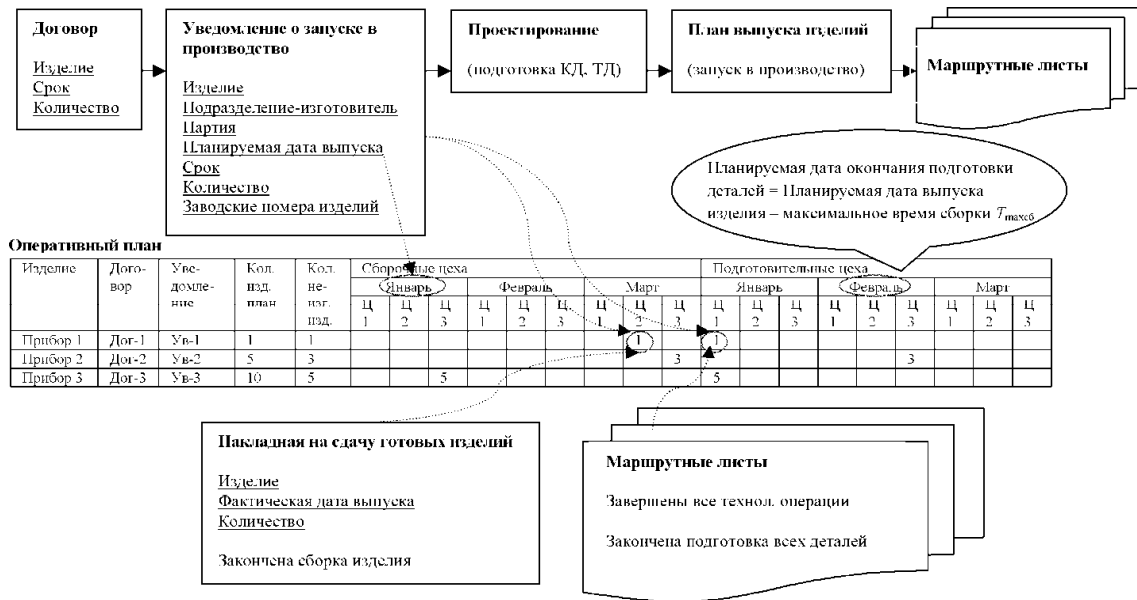 Договор
Изделие
Срок
Количество
Уведомление о запуске в
производство
Изделие
Подразделение-изготовитель
Партия
Планируемая дата выпуска
Срок
Количество
Заводские номера изделий
Проектирование
(подготовка КД, ТД)
План выпуска изделий
(запуск в производство)
Маршрутные листы
Планируемая дата окончания подготовки
деталей = Планируемая дата выпуска
изделия – максимальное время сборки Tmaxсб
Оперативный план
Изделие Дого- Уве- Кол. Кол. Сборочные цеха Подготовительные цеха
вор домле- изд. не- Январь Февраль Март Январь Февраль Март
ние план изг. Ц Ц Ц Ц Ц Ц Ц Ц Ц Ц Ц Ц Ц Ц Ц Ц Ц Ц
изд. 1 2 3 1 2 3 1 2 3 1 2 3 1 2 3 1 2 3
Прибор 1 Дог-1 Ув-1 1 1 1 1
Прибор 2 Дог-2 Ув-2 5 3 3 3
Прибор 3 Дог-3 Ув-3 10 5 5 5
Накладная на сдачу готовых изделий
Изделие
Фактическая дата выпуска
Количество
Закончена сборка изделия
Маршрутные листы
Завершены все технол. операции
Закончена подготовка всех деталей